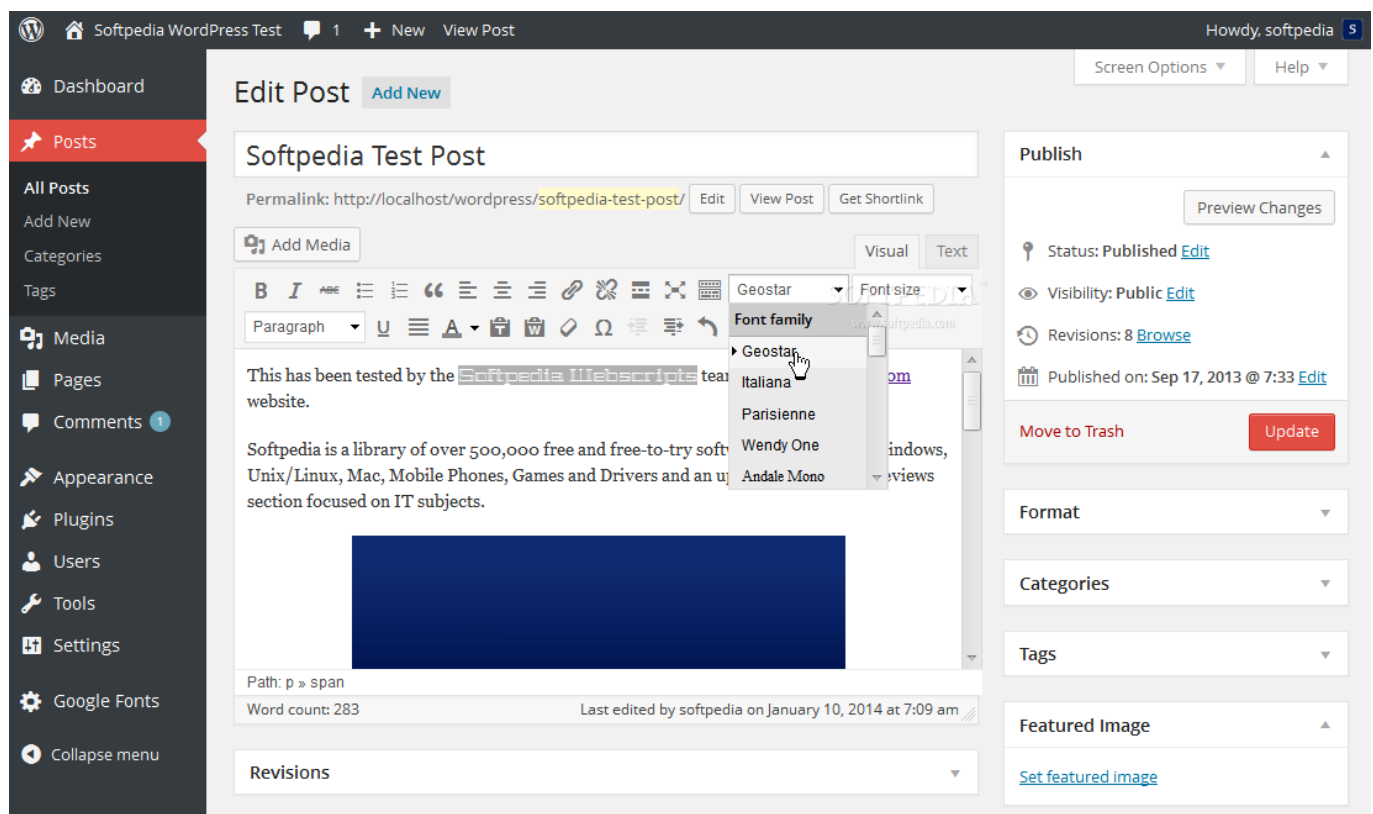 Softpedia WordPress Test 1 New View Post Howdy, softpedia S
Screen Options Help
Dashboard
Posts
All Posts
Add New
Categories
Tags
Media
Pages
Comments 1
Appearance
Plugins
Users
Tools
Settings
Google Fonts
Collapse menu
Edit Post Add New
Softpedia Test Post
Permalink: http://localhost/wordpress/softpedia-test-post/ Edit View Post Get Shortlink
Add Media Visual Text
B I ABC Geostar Font size
Paragraph U A T W Ω
Font family
Geostar
Italiana
Parisienne
Wendy One
Andale Mono
SOFTPEDIA
www.softpedia.com
This has been tested by the Softpedia Webscripts om
website.
Softpedia is a library of over 500,000 free and free-to-try indows,
Unix/Linux, Mac, Mobile Phones, Games and Drivers and an
section focused on IT subjects.
Path: p » span
Word count: 283 Last edited by softpedia on January 10, 2014 at 7:09 am
Revisions
Publish
Preview Changes
Status: Published Edit
Visibility: Public Edit
Revisions: 8 Browse
Published on: Sep 17, 2013 @ 7:33 Edit
Move to Trash Update
Format
Categories
Tags
Featured Image
Set featured image